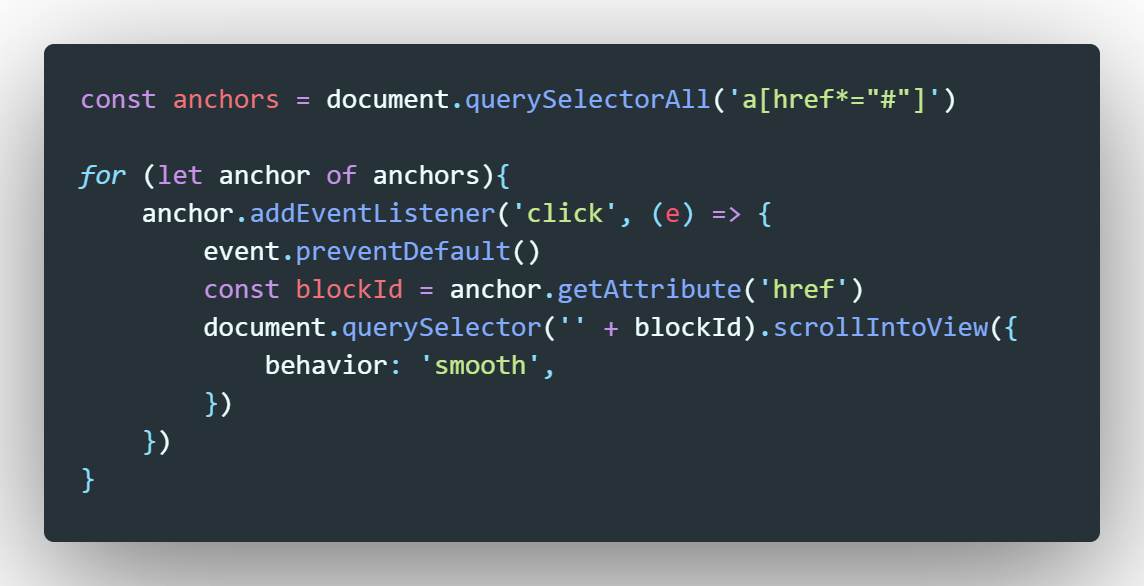 const anchors = document.querySelectorAll('a[href*="#"]')
for (let anchor of anchors){
anchor.addEventListener('click', (e) => {
event.preventDefault()
const blockId = anchor.getAttribute('href')
document.querySelector('' + blockId).scrollIntoView({
behavior: 'smooth',
})
})
}